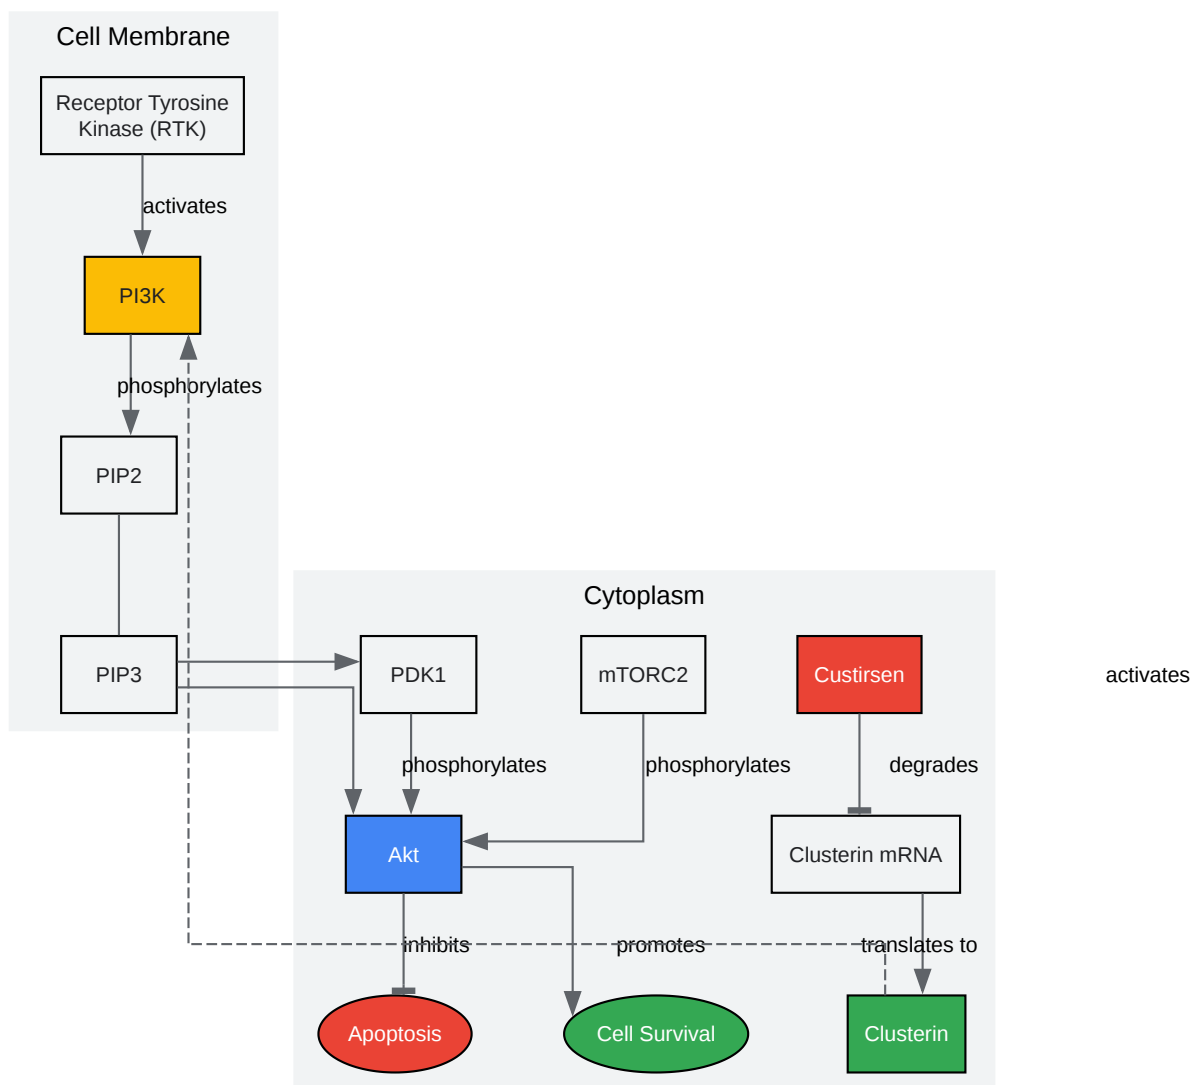 Cell Membrane
Receptor Tyrosine
Kinase (RTK)
activates
PI3K
phosphorylates
PIP2
Cytoplasm
PIP3
PDK1
mTORC2
Custirsen
activates
phosphorylates
phosphorylates
degrades
Akt
Clusterin mRNA
inhibits
promotes
translates to
Apoptosis
Cell Survival
Clusterin